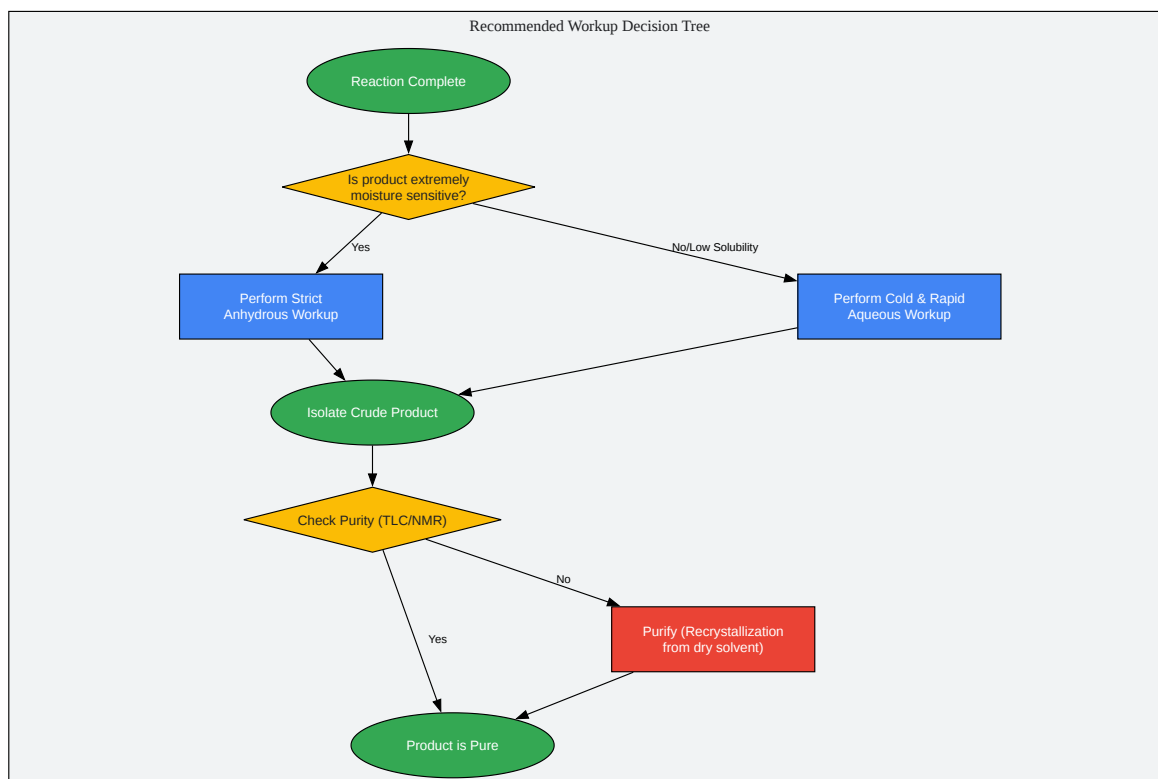 Recommended Workup Decision Tree
Reaction Complete
Is product extremely
moisture sensitive?
Yes
No/Low Solubility
Perform Strict
Anhydrous Workup
Perform Cold & Rapid
Aqueous Workup
Isolate Crude Product
Check Purity (TLC/NMR)
No
Yes
Purify (Recrystallization
from dry solvent)
Product is Pure